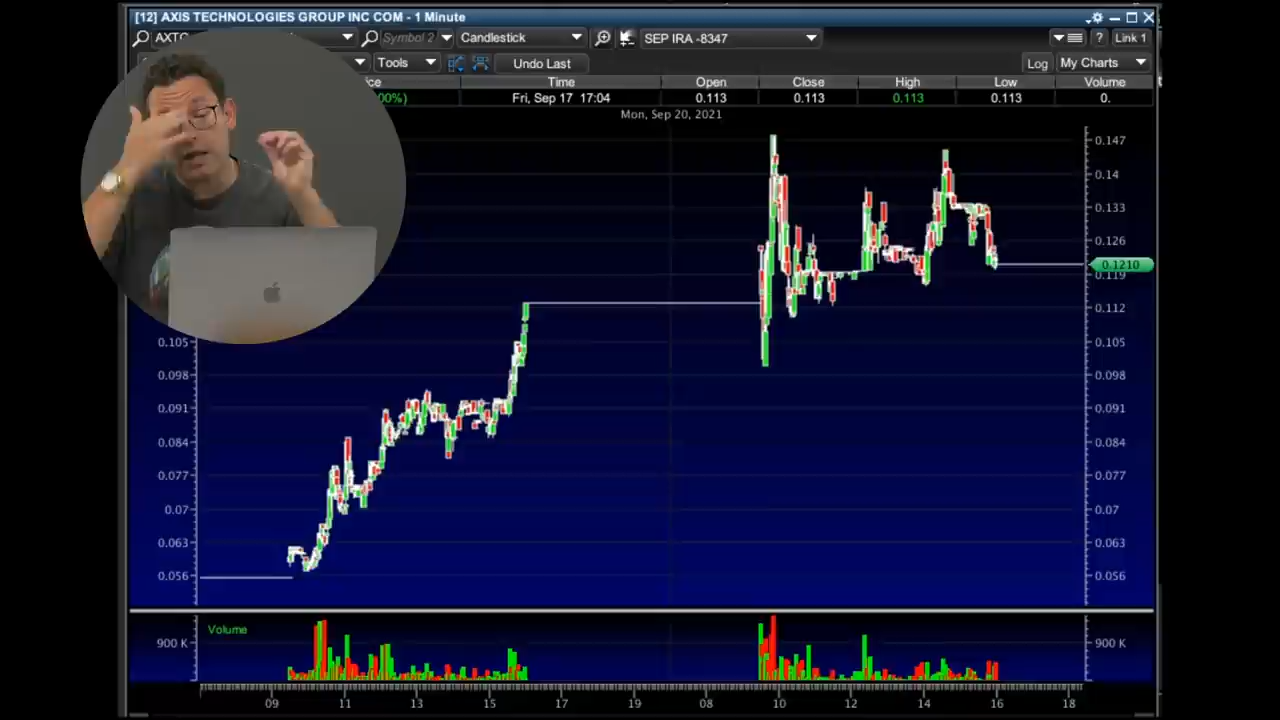 [12] AXIS TECHNOLOGIES GROUP INC COM - 1 Minute
Symbol 2 Candlestick SEP IRA -8347 ? Link 1
Tools Undo Last Log My Charts
Time Open Close High Low Volume
00%) Fri, Sep 17 17:04 0.113 0.113 0.113 0.113 0.
Mon, Sep 20, 2021
0.147
0.14
0.133
0.126
0.1210
0.119
0.112
0.105 0.105
0.098 0.098
0.091 0.091
0.084 0.084
0.077 0.077
0.07 0.07
0.063 0.063
0.056 0.056
Volume
900 K 900 K
09 11 13 15 17 19 08 10 12 14 16 18